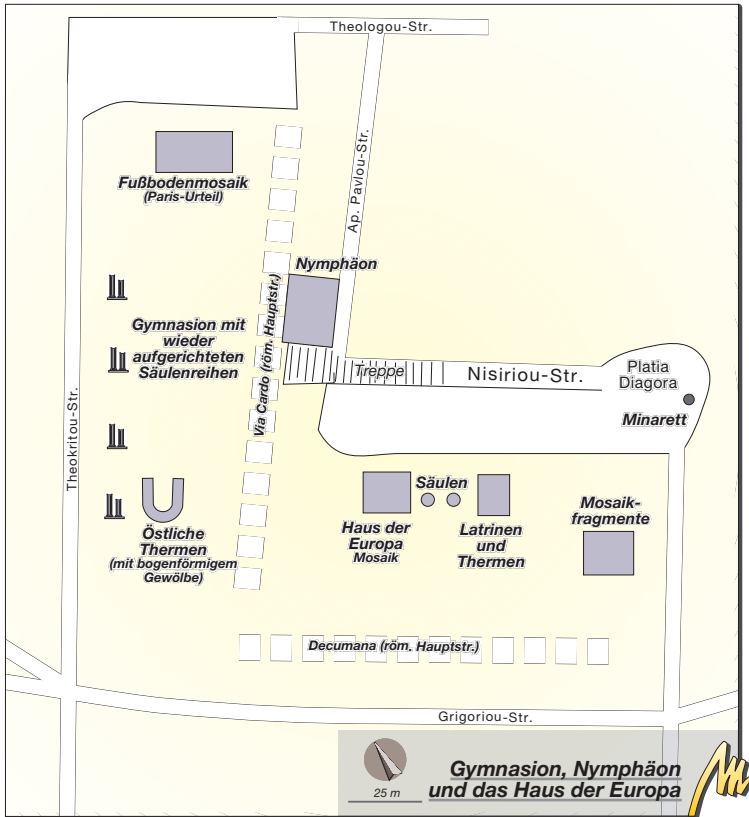 Theologou-Str.
Ap. Pavlou-Str.
Fußbodenmosaik
(Paris-Urteil)
Nymphäon
Via Cardo (röm. Hauptstr.)
Gymnasion mit
wieder
aufgerichteten
Säulenreihen
Treppe
Nisiriou-Str.
Platia
Diagora
Minarett
Theokritou-Str.
Säulen
Östliche
Thermen
(mit bogenförmigem
Gewölbe)
Haus der
Europa
Mosaik
Latrinen
und
Thermen
Mosaik-
fragmente
Decumana (röm. Hauptstr.)
Grigoriou-Str.
25 m
Gymnasion, Nymphäon
und das Haus der Europa